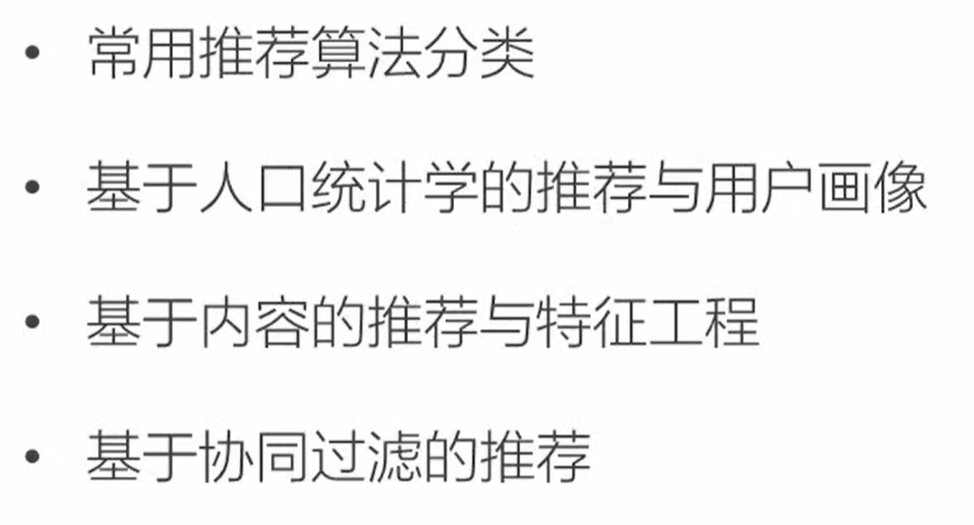 • 常用推荐算法分类
• 基于人口统计学的推荐与用户画像
• 基于内容的推荐与特征工程
• 基于协同过滤的推荐